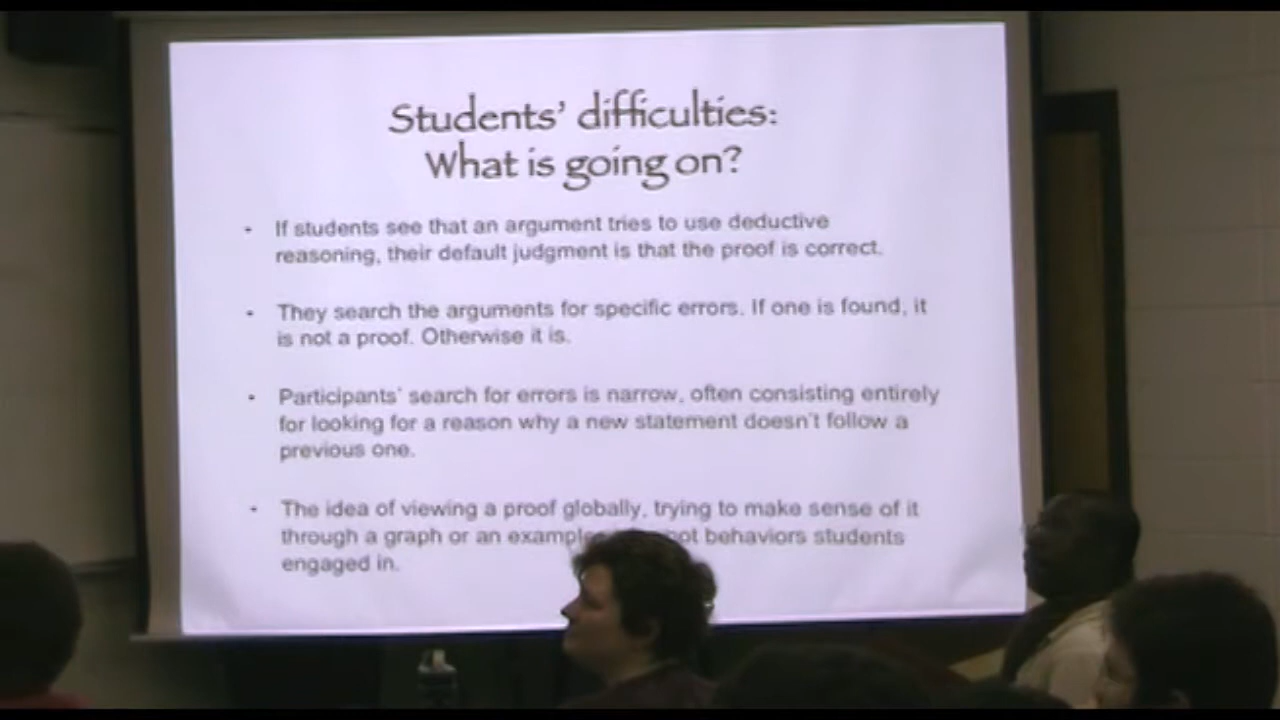 Students' difficulties:
What is going on?
• If students see that an argument tries to use deductive
reasoning, their default judgment is that the proof is correct.
• They search the arguments for specific errors. If one is found, it
is not a proof. Otherwise it is.
• Participants' search for errors is narrow, often consisting entirely
for looking for a reason why a new statement doesn't follow a
previous one.
• The idea of viewing a proof globally, trying to make sense of it
through a graph or an example behaviors students
engaged in.